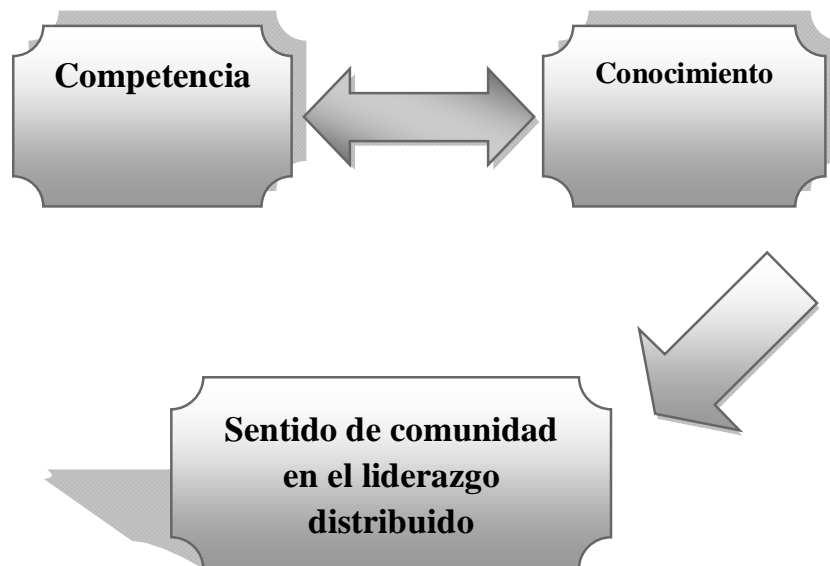 Competencia
Conocimiento
Sentido de comunidad
en el liderazgo
distribuido